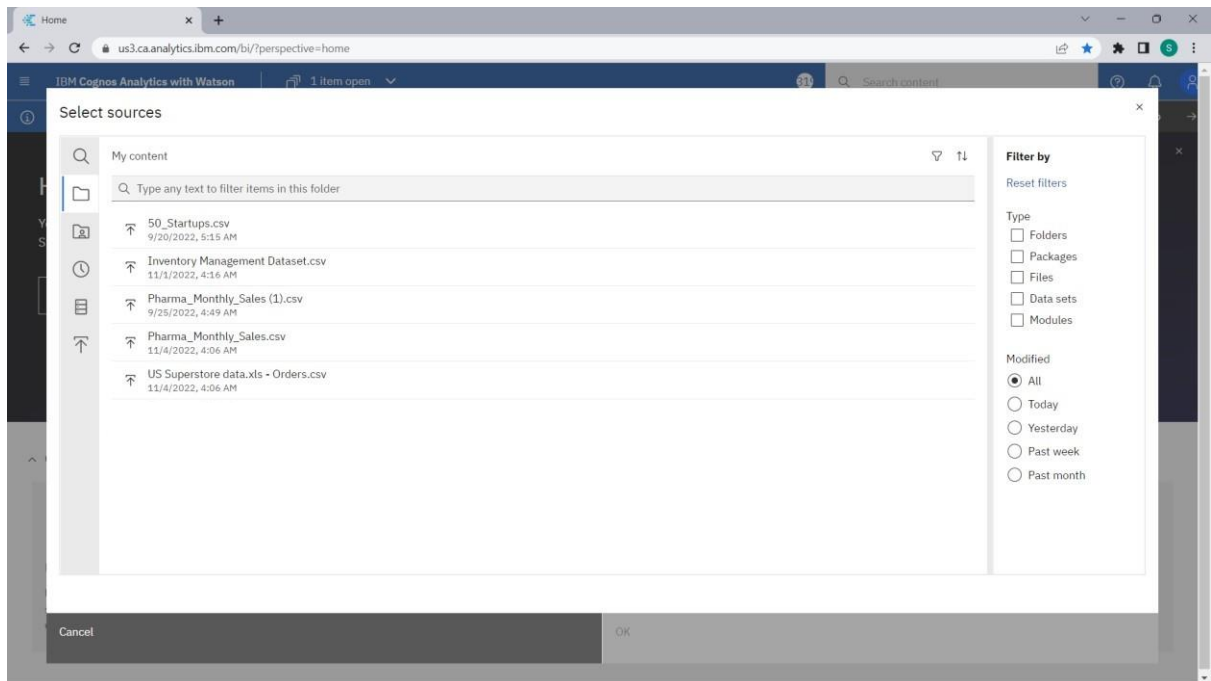 Home
us3.ca.analytics.ibm.com/bi/?perspective=home
S
IBM Cognos Analytics with Watson
1 item open
Search content
Select sources
My content
Type any text to filter items in this folder
50_Startups.csv
9/20/2022, 5:15 AM
Inventory Management Dataset.csv
11/1/2022, 4:16 AM
Pharma_Monthly_Sales (1).csv
9/25/2022, 4:49 AM
Pharma_Monthly_Sales.csv
11/4/2022, 4:06 AM
US Superstore data.xls - Orders.csv
11/4/2022, 4:06 AM
Filter by
Reset filters
Type
Folders
Packages
Files
Data sets
Modules
Modified
All
Today
Yesterday
Past week
Past month
Cancel
OK